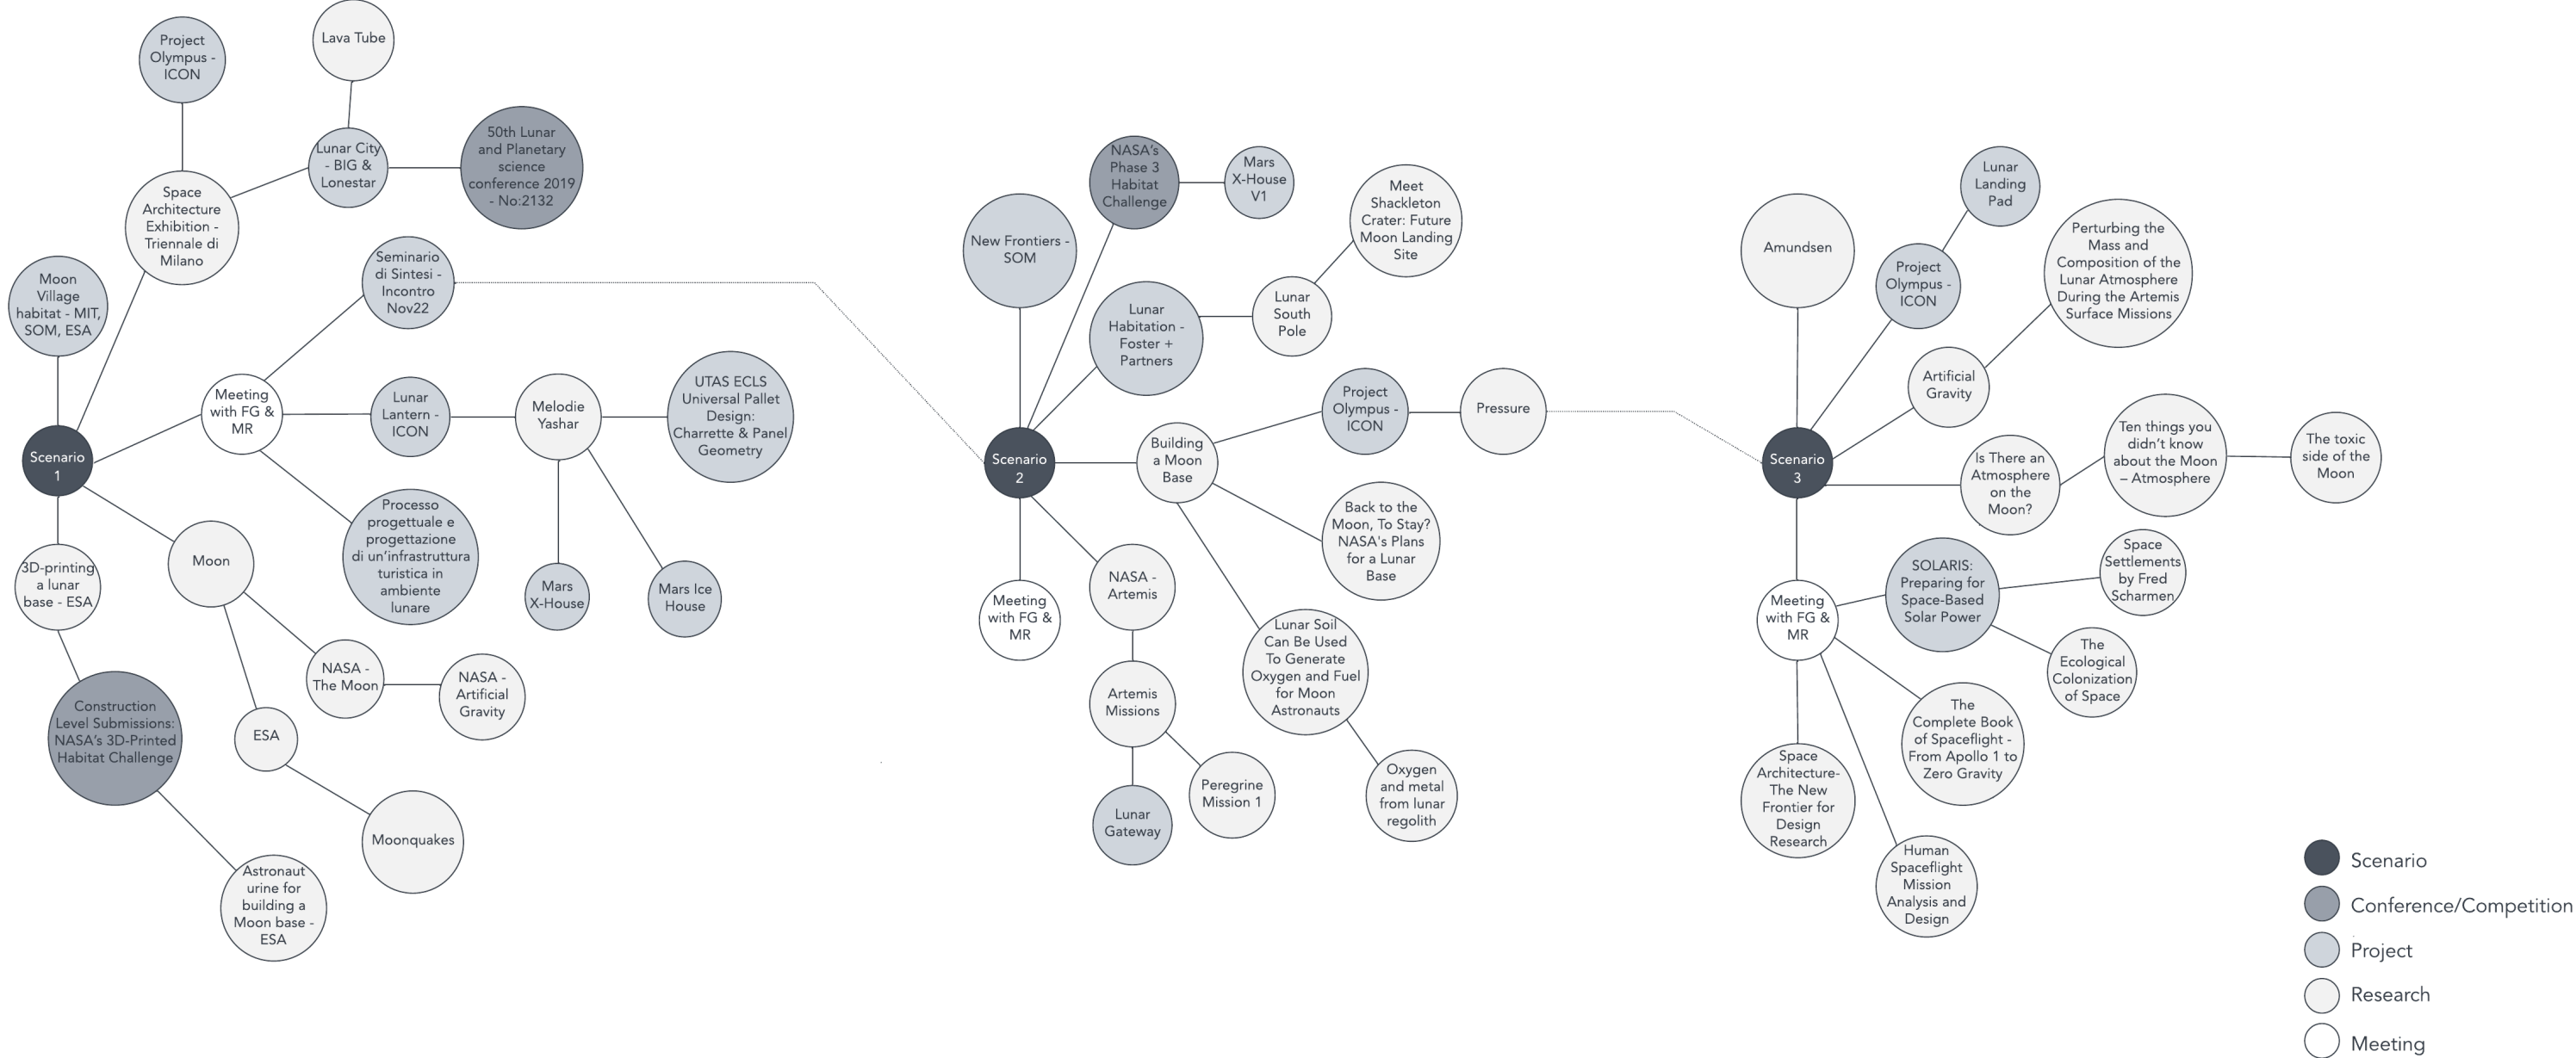 Project
Olympus -
ICON
Lava Tube
Lunar City
- BIG &
Lonestar
50th Lunar
and Planetary
science
conference 2019
- No:2132
Space
Architecture
Exhibition -
Triennale di
Milano
Moon
Village
habitat - MIT,
SOM, ESA
Seminario
di Sintesi -
Incontro
Nov22
Meeting
with FG &
MR
Lunar
Lantern -
ICON
Melodie
Yashar
UTAS ECLS
Universal Pallet
Design:
Charrette & Panel
Geometry
Scenario
1
Processo
progettuale e
progettazione
di un'infrastruttura
turistica in
ambiente
lunare
Mars
X-House
Mars Ice
House
Moon
3D-printing
a lunar
base - ESA
NASA -
The Moon
NASA -
Artificial
Gravity
ESA
Construction
Level Submissions:
NASA's 3D-Printed
Habitat Challenge
Moonquakes
Astronaut
urine for
building a
Moon base -
ESA
NASA's
Phase 3
Habitat
Challenge
Mars
X-House
V1
New Frontiers -
SOM
Meet
Shackleton
Crater: Future
Moon Landing
Site
Lunar
Habitation -
Foster +
Partners
Lunar
South
Pole
Project
Olympus -
ICON
Pressure
Scenario
2
Building
a Moon
Base
Back to the
Moon, To Stay?
NASA's Plans
for a Lunar
Base
Meeting
with FG &
MR
NASA -
Artemis
Lunar Soil
Can Be Used
To Generate
Oxygen and Fuel
for Moon
Astronauts
Artemis
Missions
Peregrine
Mission 1
Lunar
Gateway
Oxygen
and metal
from lunar
regolith
Amundsen
Lunar
Landing
Pad
Project
Olympus -
ICON
Perturbing the
Mass and
Composition of the
Lunar Atmosphere
During the Artemis
Surface Missions
Artificial
Gravity
Scenario
3
Is There an
Atmosphere
on the
Moon?
Ten things you
didn't know
about the Moon
– Atmosphere
The toxic
side of the
Moon
Meeting
with FG &
MR
SOLARIS:
Preparing for
Space-Based
Solar Power
Space
Settlements
by Fred
Scharmen
The
Ecological
Colonization
of Space
The
Complete Book
of Spaceflight -
From Apollo 1 to
Zero Gravity
Space
Architecture-
The New
Frontier for
Design
Research
Human
Spaceflight
Mission
Analysis and
Design
Scenario
Conference/Competition
Project
Research
Meeting